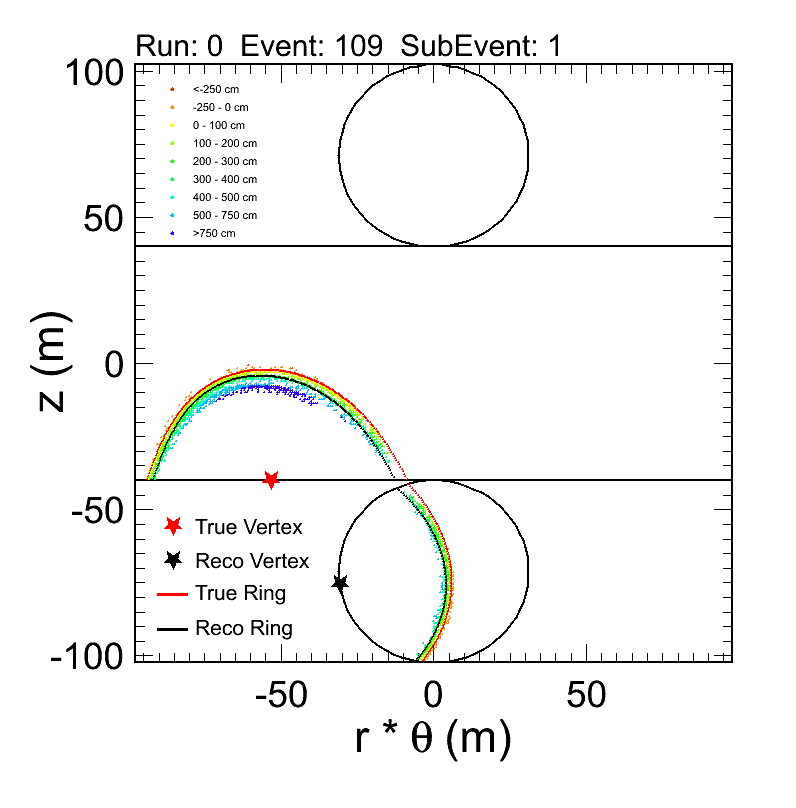 Run: 0 Event: 109 SubEvent: 1
100
<-250 cm
-250 - 0 cm
0 - 100 cm
100 - 200 cm
200 - 300 cm
300 - 400 cm
400 - 500 cm
500 - 750 cm
>750 cm
50
0
z (m)
-50
True Vertex
Reco Vertex
True Ring
Reco Ring
-100
-50 0 50
r * θ (m)